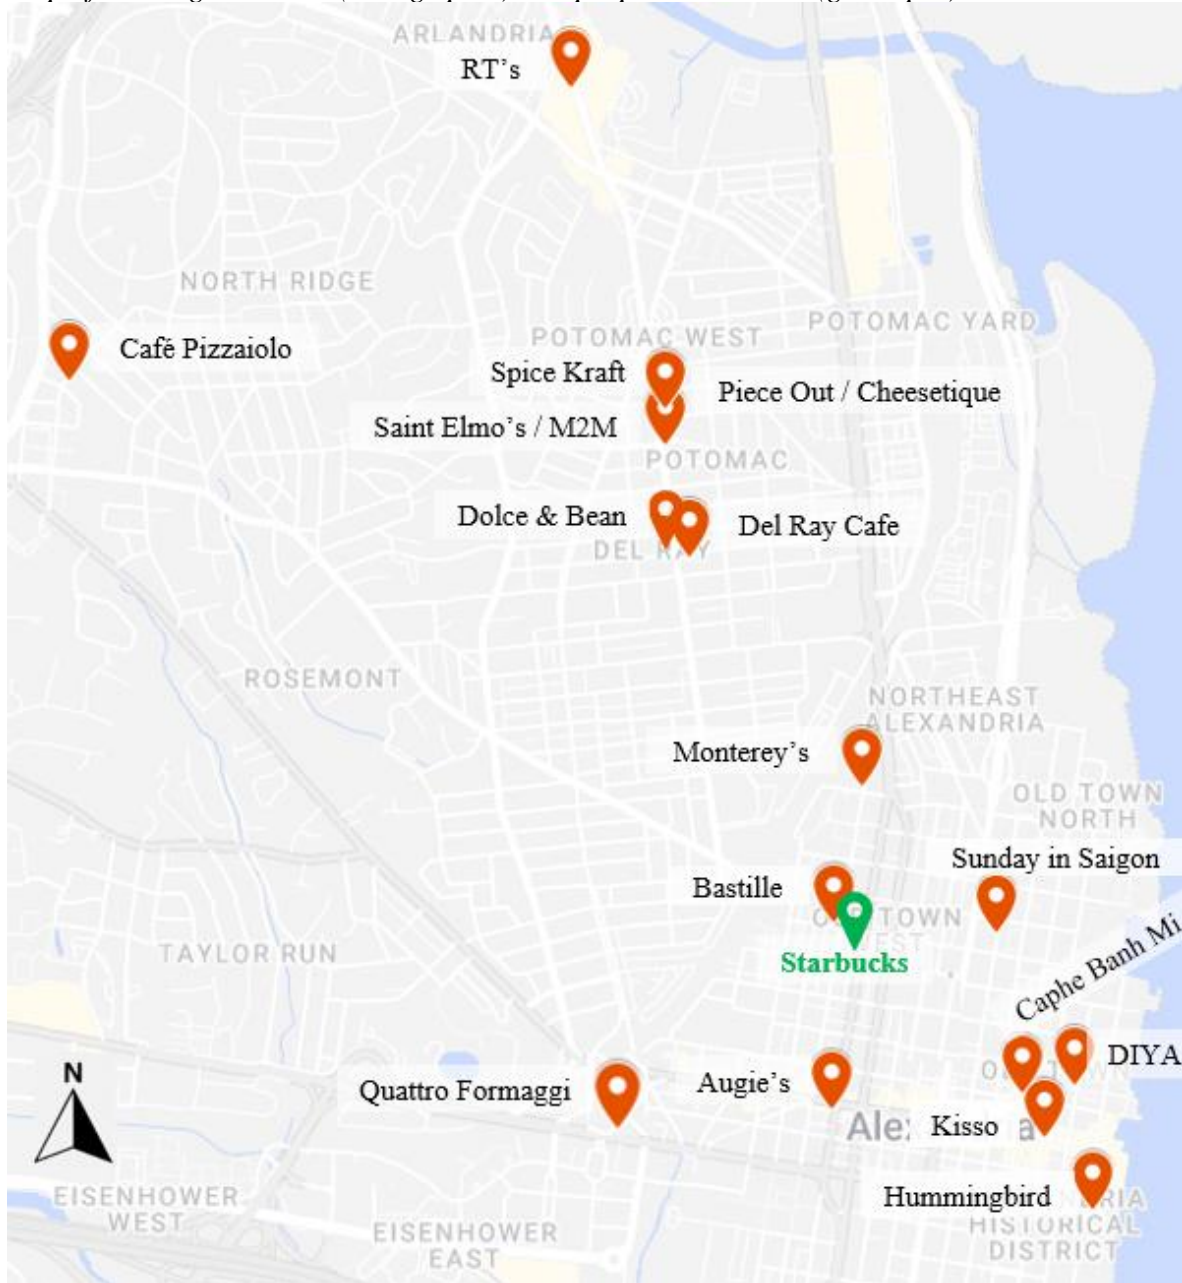 ARLANDRIA
RT's
NORTH RIDGE
POTOMAC YARD
POTOMAC WEST
Café Pizzaiolo
Spice Kraft
Piece Out / Cheesetique
Saint Elmo's / M2M
POTOMAC
Dolce & Bean
Del Ray Cafe
DEL RAY
ROSEMONT
NORTHEAST
ALEXANDRIA
Monterey's
OLD TOWN
NORTH
Sunday in Saigon
Bastille
TOWN
TAYLOR RUN
Starbucks
Caphe Banh Mi
DIYA
N
Quattro Formaggi
Augie's
Kisso
Hummingbird
EISENHOWER
WEST
HISTORICAL
DISTRICT
EISENHOWER
EAST